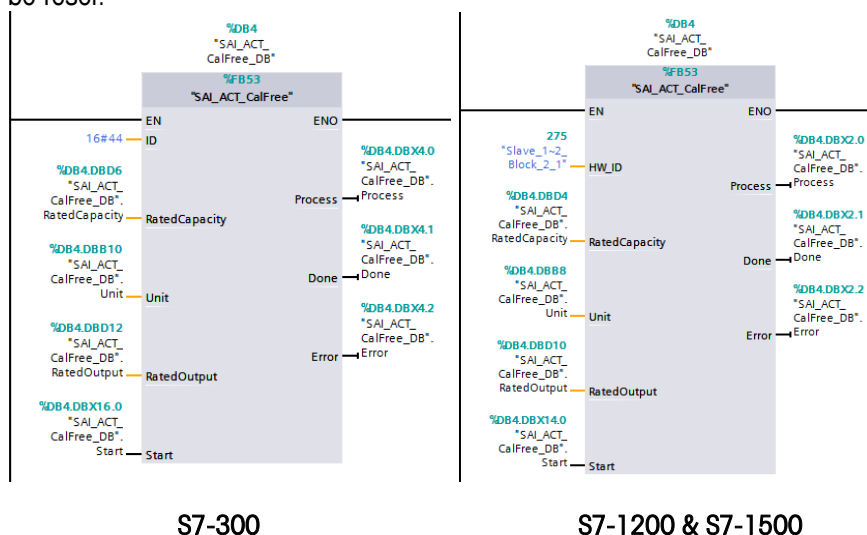 %DB4
"SAI_ACT_
CalFree_DB"
%FB53
"SAI_ACT_CalFree"
EN
ENO
16#44
ID
%DB4.DBD6
"SAI_ACT_
CalFree_DB".
RatedCapacity
RatedCapacity
%DB4.DBB10
"SAI_ACT_
CalFree_DB".
Unit
Unit
%DB4.DBD12
"SAI_ACT_
CalFree_DB".
RatedOutput
RatedOutput
%DB4.DBX16.0
"SAI_ACT_
CalFree_DB".
Start
Start
%DB4.DBX4.0
"SAI_ACT_
CalFree_DB".
Process
Process
%DB4.DBX4.1
"SAI_ACT_
CalFree_DB".
Done
Done
%DB4.DBX4.2
"SAI_ACT_
CalFree_DB".
Error
Error
S7-300
%DB4
"SAI_ACT_
CalFree_DB"
%FB53
"SAI_ACT_CalFree"
EN
ENO
275
"Slave_1~2_
Block_2_1"
HW_ID
%DB4.DBD4
"SAI_ACT_
CalFree_DB".
RatedCapacity
RatedCapacity
%DB4.DBB8
"SAI_ACT_
CalFree_DB".
Unit
Unit
%DB4.DBD10
"SAI_ACT_
CalFree_DB".
RatedOutput
RatedOutput
%DB4.DBX14.0
"SAI_ACT_
CalFree_DB".
Start
Start
%DB4.DBX2.0
"SAI_ACT_
CalFree_DB".
Process
Process
%DB4.DBX2.1
"SAI_ACT_
CalFree_DB".
Done
Done
%DB4.DBX2.2
"SAI_ACT_
CalFree_DB".
Error
Error
S7-1200 & S7-1500